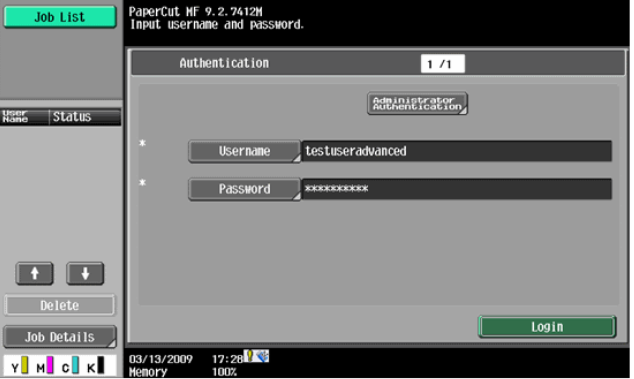 Job List
PaperCut MF 9.2.7412M
Input username and password.
Authentication
1 /1
Administrator
Authentication
User
Name
Status
* Username testuseradvanced
* Password **********
Delete
Login
Job Details
Y M C K
03/13/2009 17:28
Memory 100%